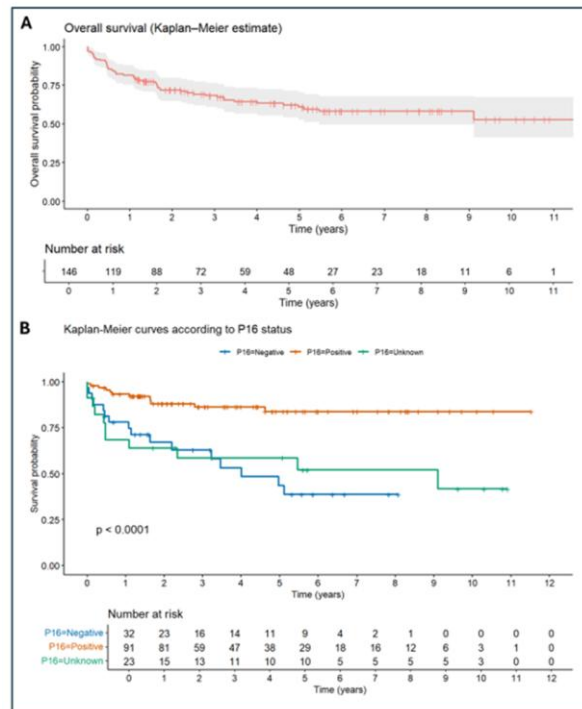 A
Overall survival (Kaplan–Meier estimate)
Overall survival probability
1.00
0.75
0.50
0.25
0.00
0 1 2 3 4 5 6 7 8 9 10 11
Time (years)
Number at risk
146 119 88 72 59 48 27 23 18 11 6 1
0 1 2 3 4 5 6 7 8 9 10 11
Time (years)
B
Kaplan-Meier curves according to P16 status
P16=Negative P16=Positive P16=Unknown
Survival probability
1.00
0.75
0.50
0.25
0.00
p < 0.0001
0 1 2 3 4 5 6 7 8 9 10 11 12
Time (years)
Number at risk
P16=Negative 32 23 16 14 11 9 4 2 1 0 0 0 0
P16=Positive 91 81 59 47 38 29 18 16 12 6 3 1 0
P16=Unknown 23 15 13 11 10 10 5 5 5 5 3 0 0
0 1 2 3 4 5 6 7 8 9 10 11 12
Time (years)